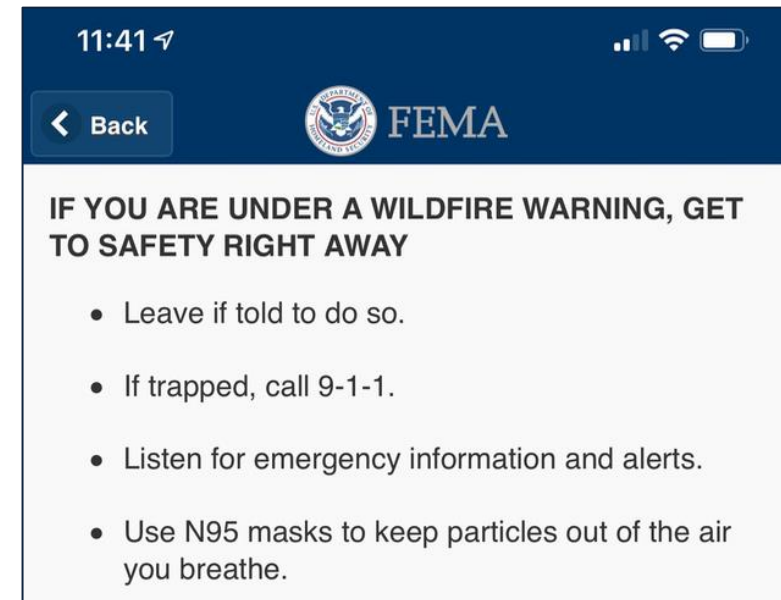 11:41
Back
FEMA
IF YOU ARE UNDER A WILDFIRE WARNING, GET
TO SAFETY RIGHT AWAY
• Leave if told to do so.
• If trapped, call 9-1-1.
• Listen for emergency information and alerts.
• Use N95 masks to keep particles out of the air
you breathe.